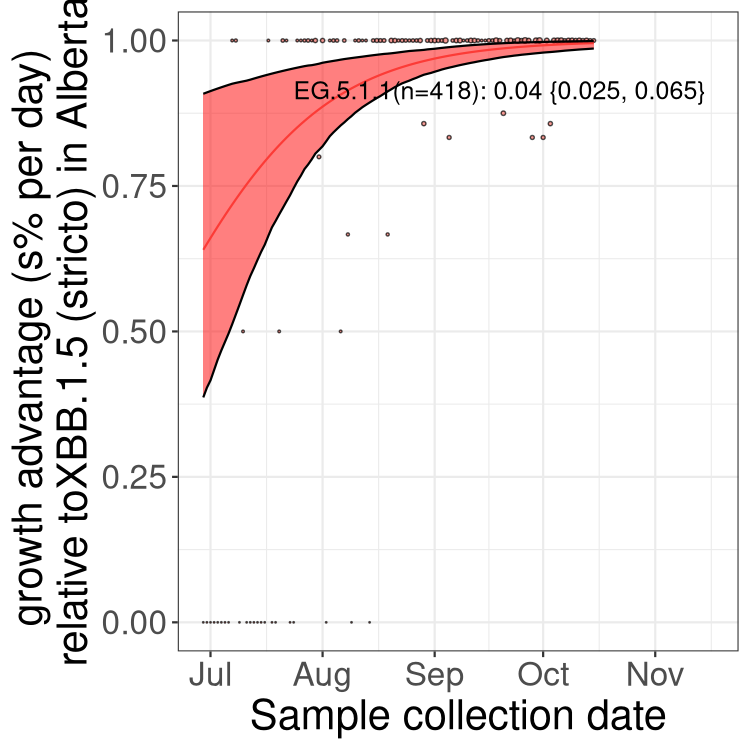 growth advantage (s% per day)
relative toXBB.1.5 (stricto) in Alberta
1.00
0.75
0.50
0.25
0.00
EG.5.1.1(n=418): 0.04 {0.025, 0.065}
Jul Aug Sep Oct Nov
Sample collection date